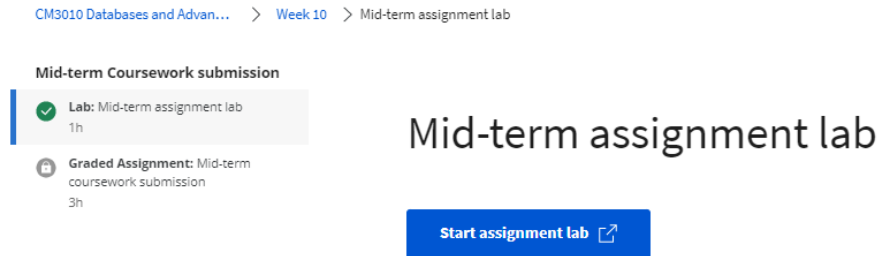 CM3010 Databases and Advan... > Week 10 > Mid-term assignment lab
Mid-term Coursework submission
Lab: Mid-term assignment lab
1h
Graded Assignment: Mid-term
coursework submission
3h
Mid-term assignment lab
Start assignment lab